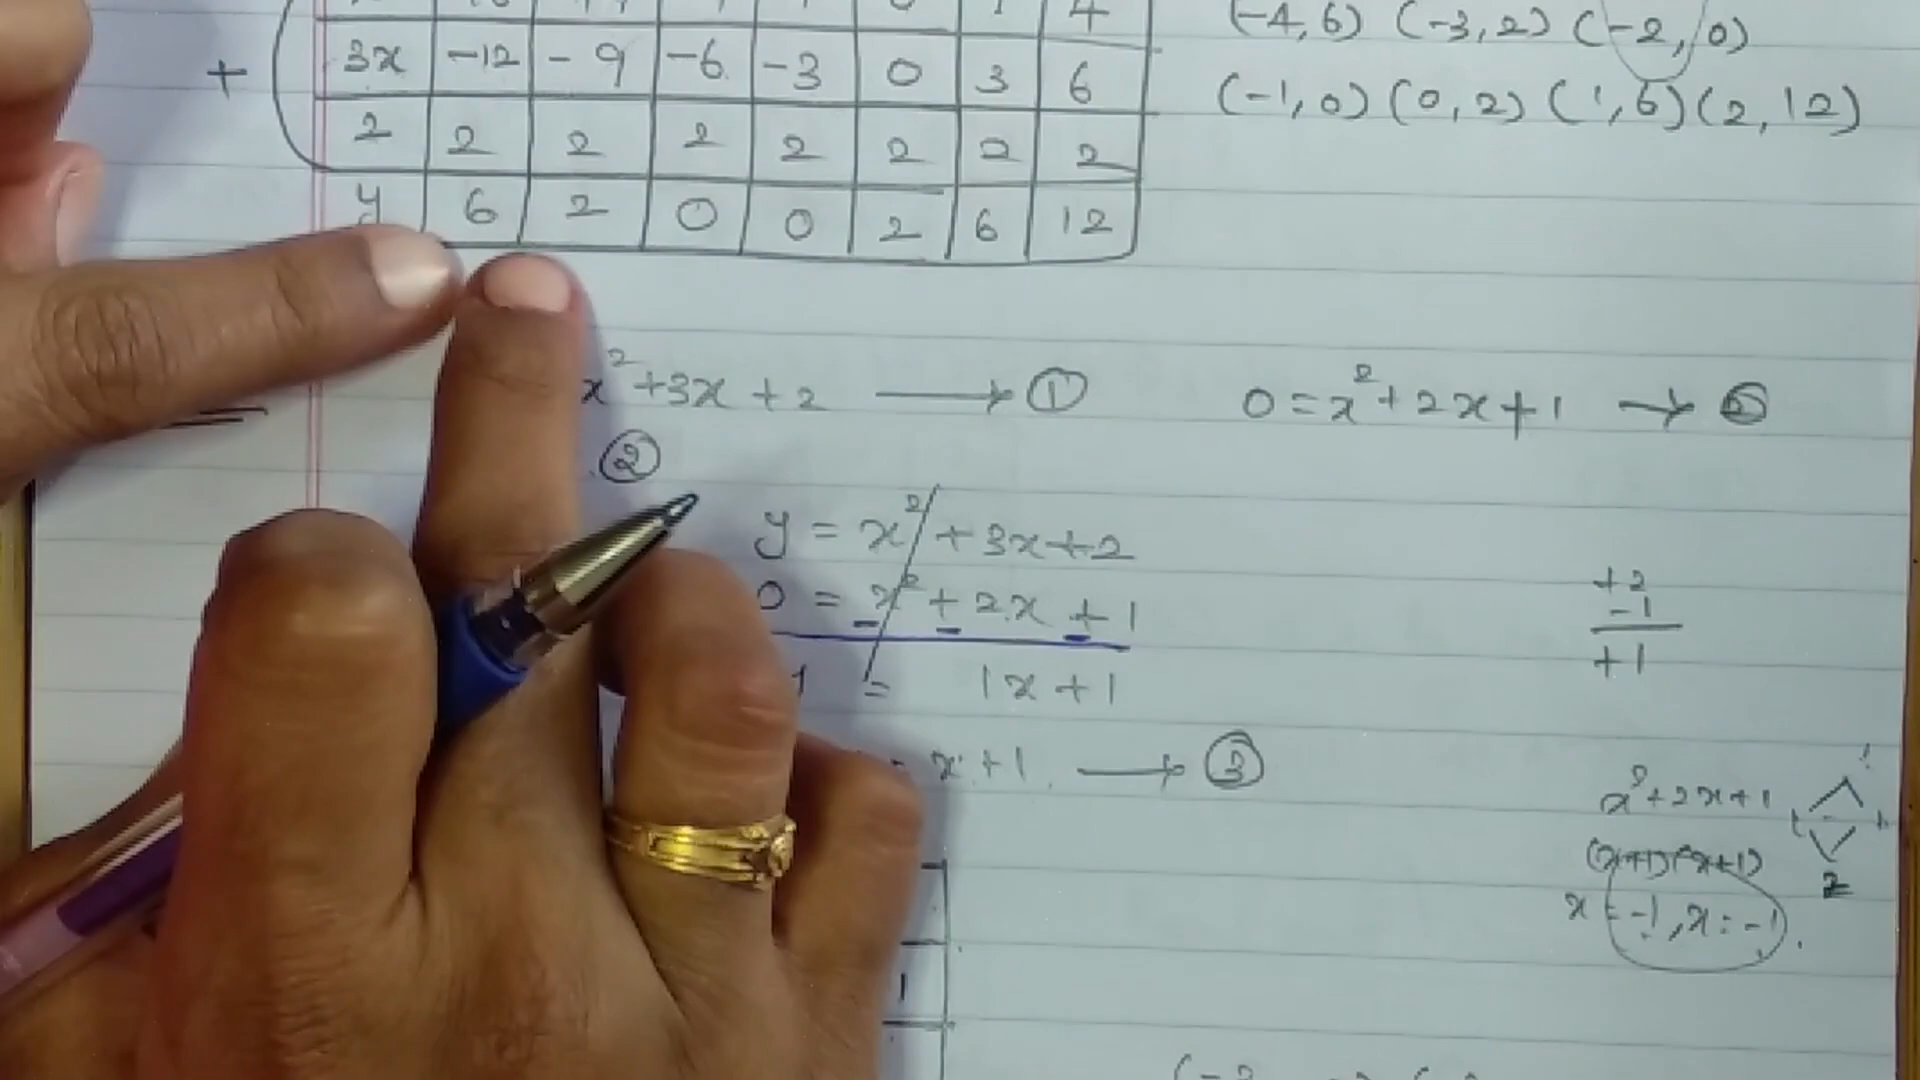 4
(-4,6) (-3,2) (-2,0)
+ 3x -12 -9 -6 -3 0 3 6
(-1,0) (0,2) (1,6) (2,12)
2 2 2 2 2 2 2 2
y 6 2 0 0 2 6 12
x²+3x+2 → ①
0=x²+2x+1 → ②
②
y = x²+3x+2
0 = x²+2x+1
1x+1
+2
-1
+1
x+1 → ③
x²+2x+1
(x+1)(x+1)
2
x=-1, x=-1
1